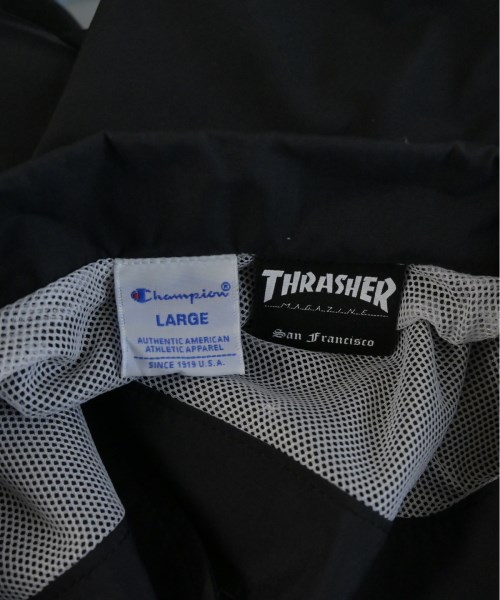 Champion
LARGE
AUTHENTIC AMERICAN
ATHLETIC APPAREL
SINCE 1919 U.S.A.
THRASHER
MAGAZINE
San Francisco